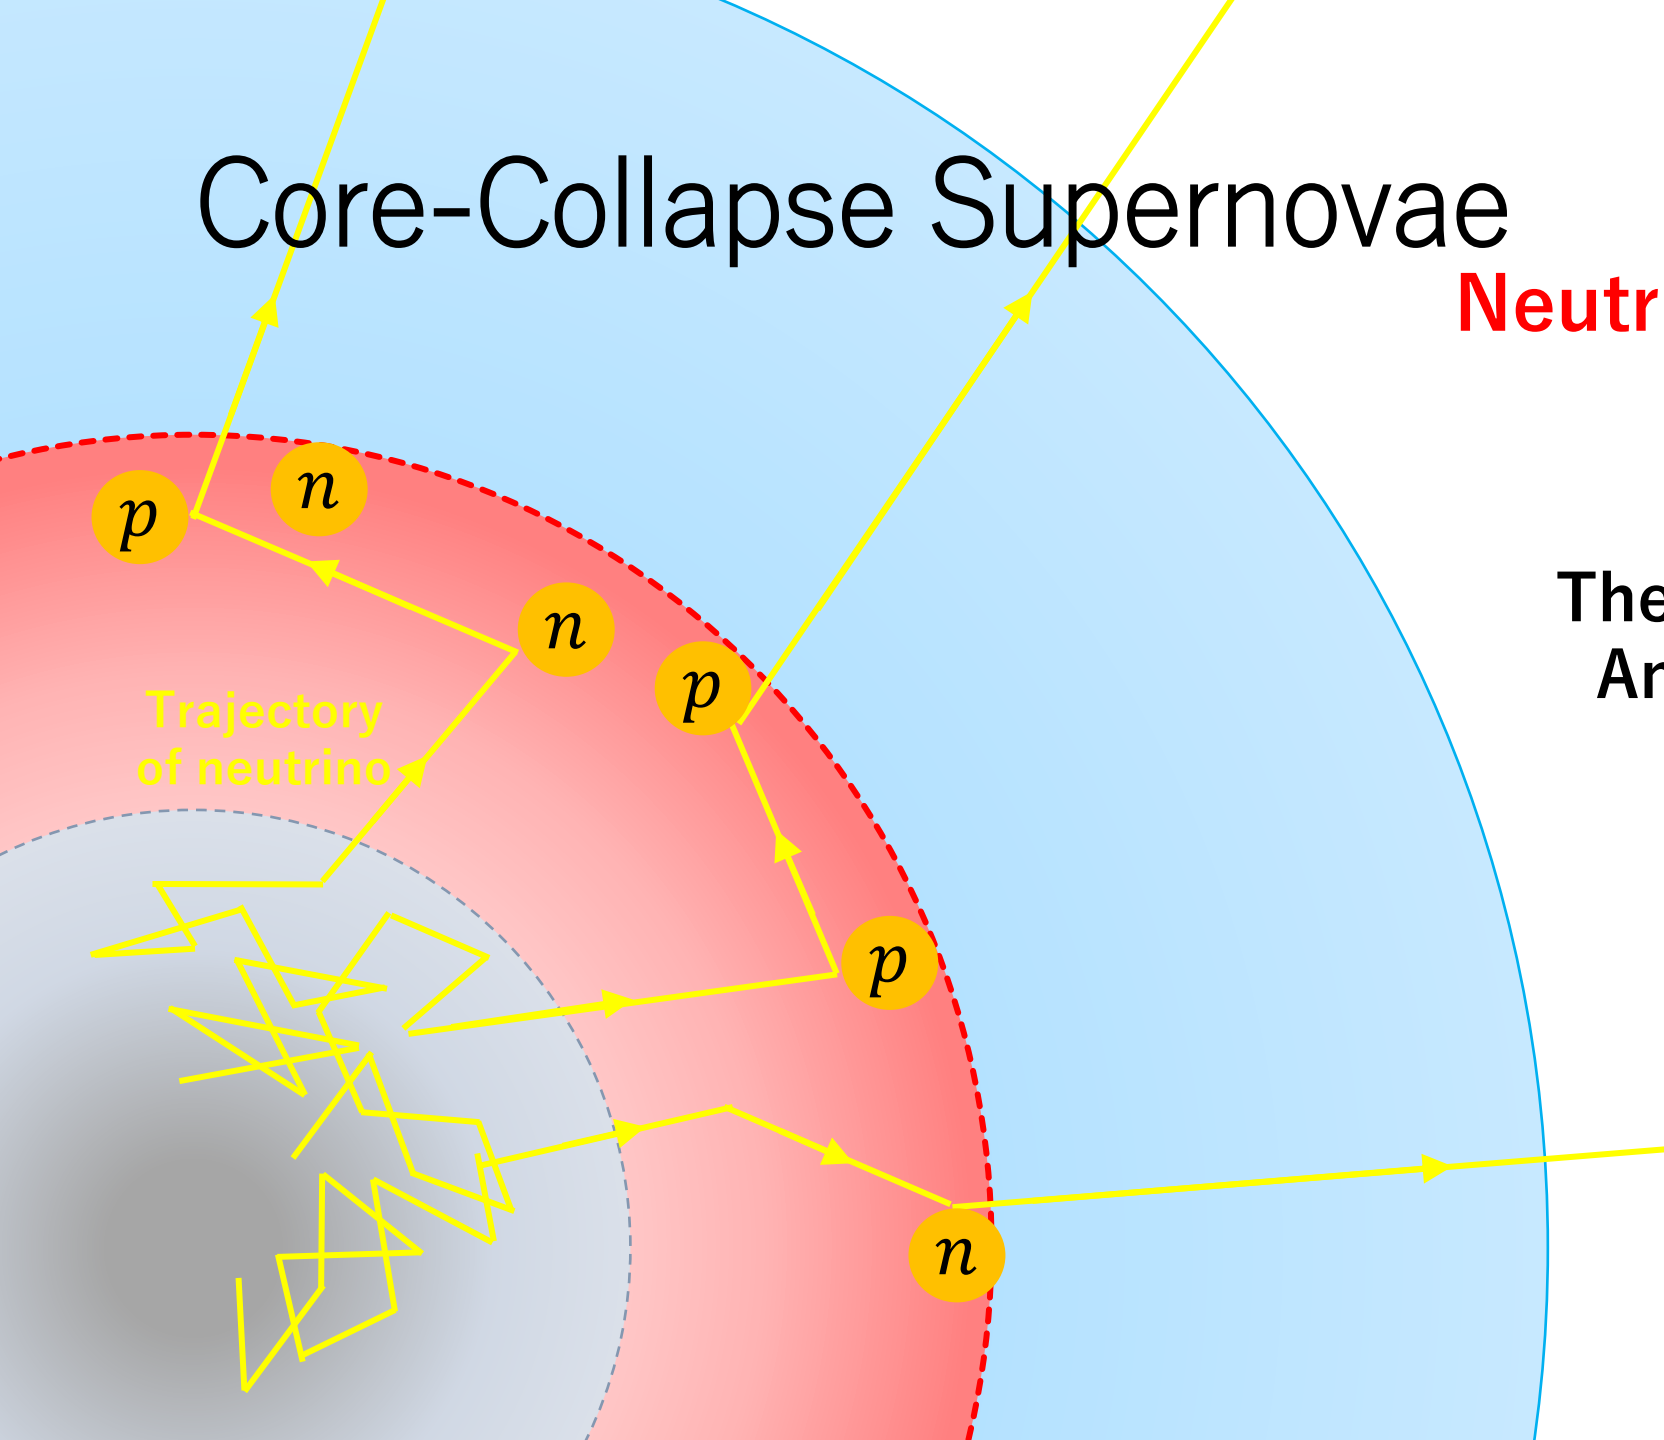 Core-Collapse Supernovae
Neutr
The
Ar
n
p
n
p
Trajectory
of neutrino
p
n